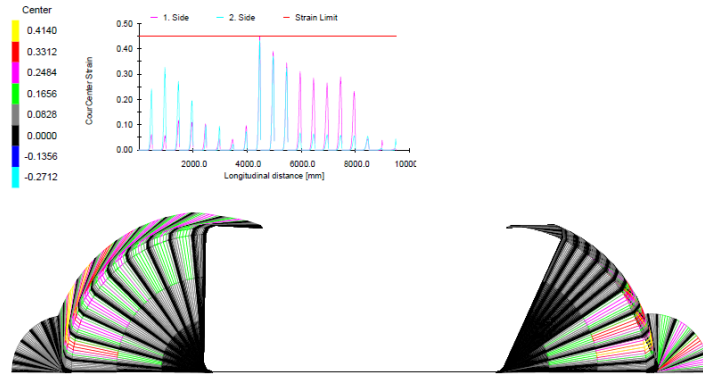 Center
0.4140
0.3312
0.2484
0.1656
0.0828
0.0000
-0.1356
-0.2712
1. Side 2. Side Strain Limit
CourCenter Strain
0.50
0.40
0.30
0.20
0.10
0.00
2000.0 4000.0 6000.0 8000.0 10000
Longitudinal distance [mm]